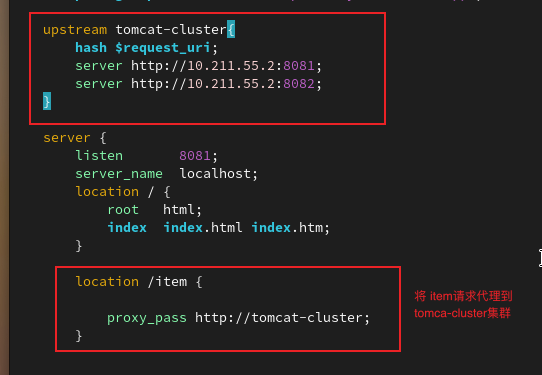 upstream tomcat-cluster{
hash $request_uri;
server http://10.211.55.2:8081;
server http://10.211.55.2:8082;
}
server {
listen 8081;
server_name localhost;
location / {
root html;
index index.html index.htm;
}
location /item {
proxy_pass http://tomcat-cluster;
}
将 item请求代理到
tomca-cluster集群